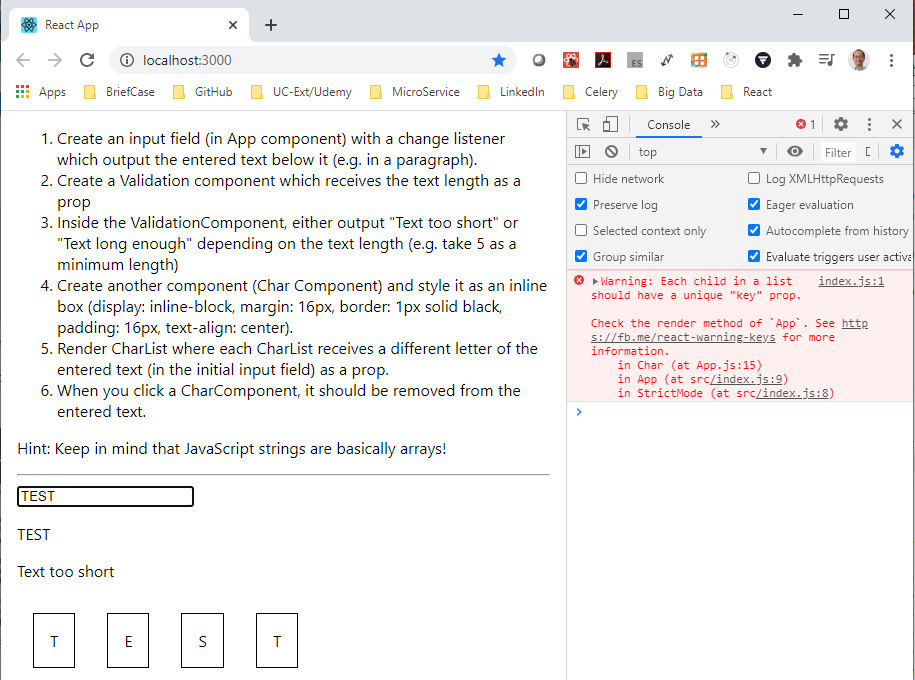 React App
localhost:3000
Apps BriefCase GitHub UC-Ext/Udemy MicroService LinkedIn Celery Big Data React
1. Create an input field (in App component) with a change listener
which output the entered text below it (e.g. in a paragraph).
2. Create a Validation component which receives the text length as a
prop
3. Inside the ValidationComponent, either output "Text too short" or
"Text long enough" depending on the text length (e.g. take 5 as a
minimum length)
4. Create another component (Char Component) and style it as an inline
box (display: inline-block, margin: 16px, border: 1px solid black,
padding: 16px, text-align: center).
5. Render CharList where each CharList receives a different letter of the
entered text (in the initial input field) as a prop.
6. When you click a CharComponent, it should be removed from the
entered text.
Hint: Keep in mind that JavaScript strings are basically arrays!
TEST
TEST
Text too short
T E S T
Console » 1
top Filter
Hide network Log XMLHttpRequests
Preserve log Eager evaluation
Selected context only Autocomplete from history
Group similar Evaluate triggers user activa
Warning: Each child in a list index.js:1
should have a unique "key" prop.
Check the render method of `App`. See http
s://fb.me/react-warning-keys for more
information.
in Char (at App.js:15)
in App (at src/index.js:9)
in StrictMode (at src/index.js:8)